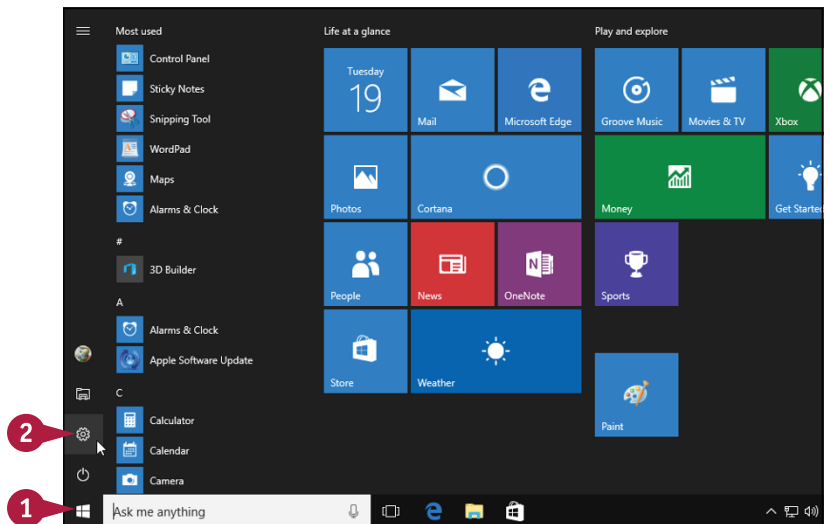 Most used
Life at a glance
Play and explore
Control Panel
Sticky Notes
Snipping Tool
WordPad
Maps
Alarms & Clock
#
3D Builder
A
Alarms & Clock
Apple Software Update
C
Calculator
Calendar
Camera
Tuesday
19
Mail
Microsoft Edge
Photos
Cortana
People
News
OneNote
N
Store
Weather
Groove Music
Movies & TV
Xbox
Money
Get Started
Sports
Paint
2
1
Ask me anything